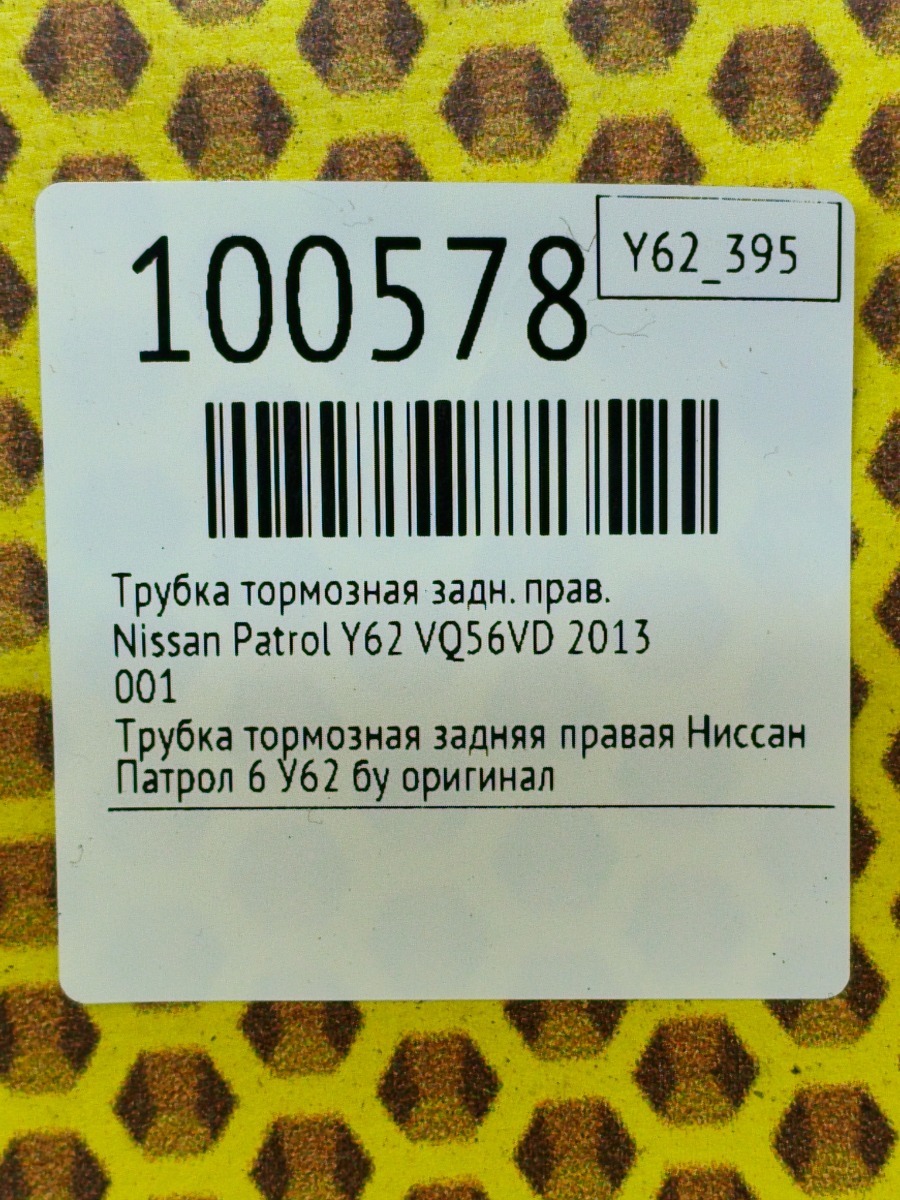 100578
Y62_395
Трубка тормозная задн. прав.
Nissan Patrol Y62 VQ56VD 2013
001
Трубка тормозная задняя правая Ниссан
Патрол 6 У62 бу оригинал